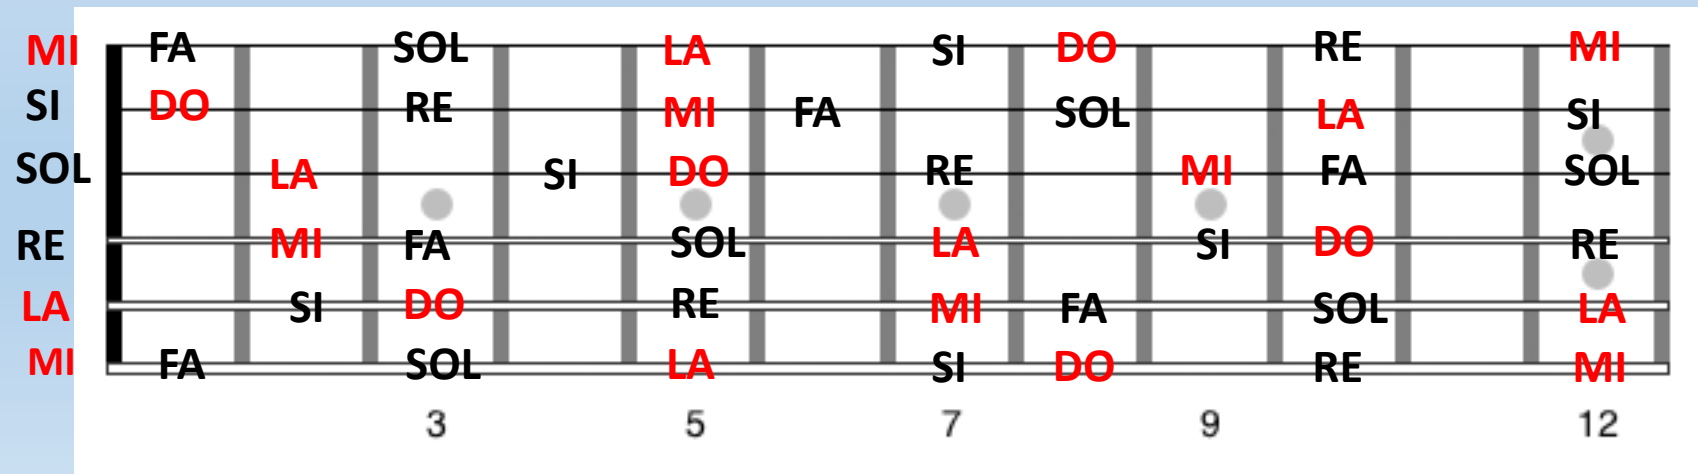 MI FA SOL LA SI DO RE MI
SI DO RE MI FA SOL LA SI
SOL LA SI DO RE MI FA SOL
RE MI FA SOL LA SI DO RE
LA SI DO RE MI FA SOL LA
MI FA SOL LA SI DO RE MI
3 5 7 9 12